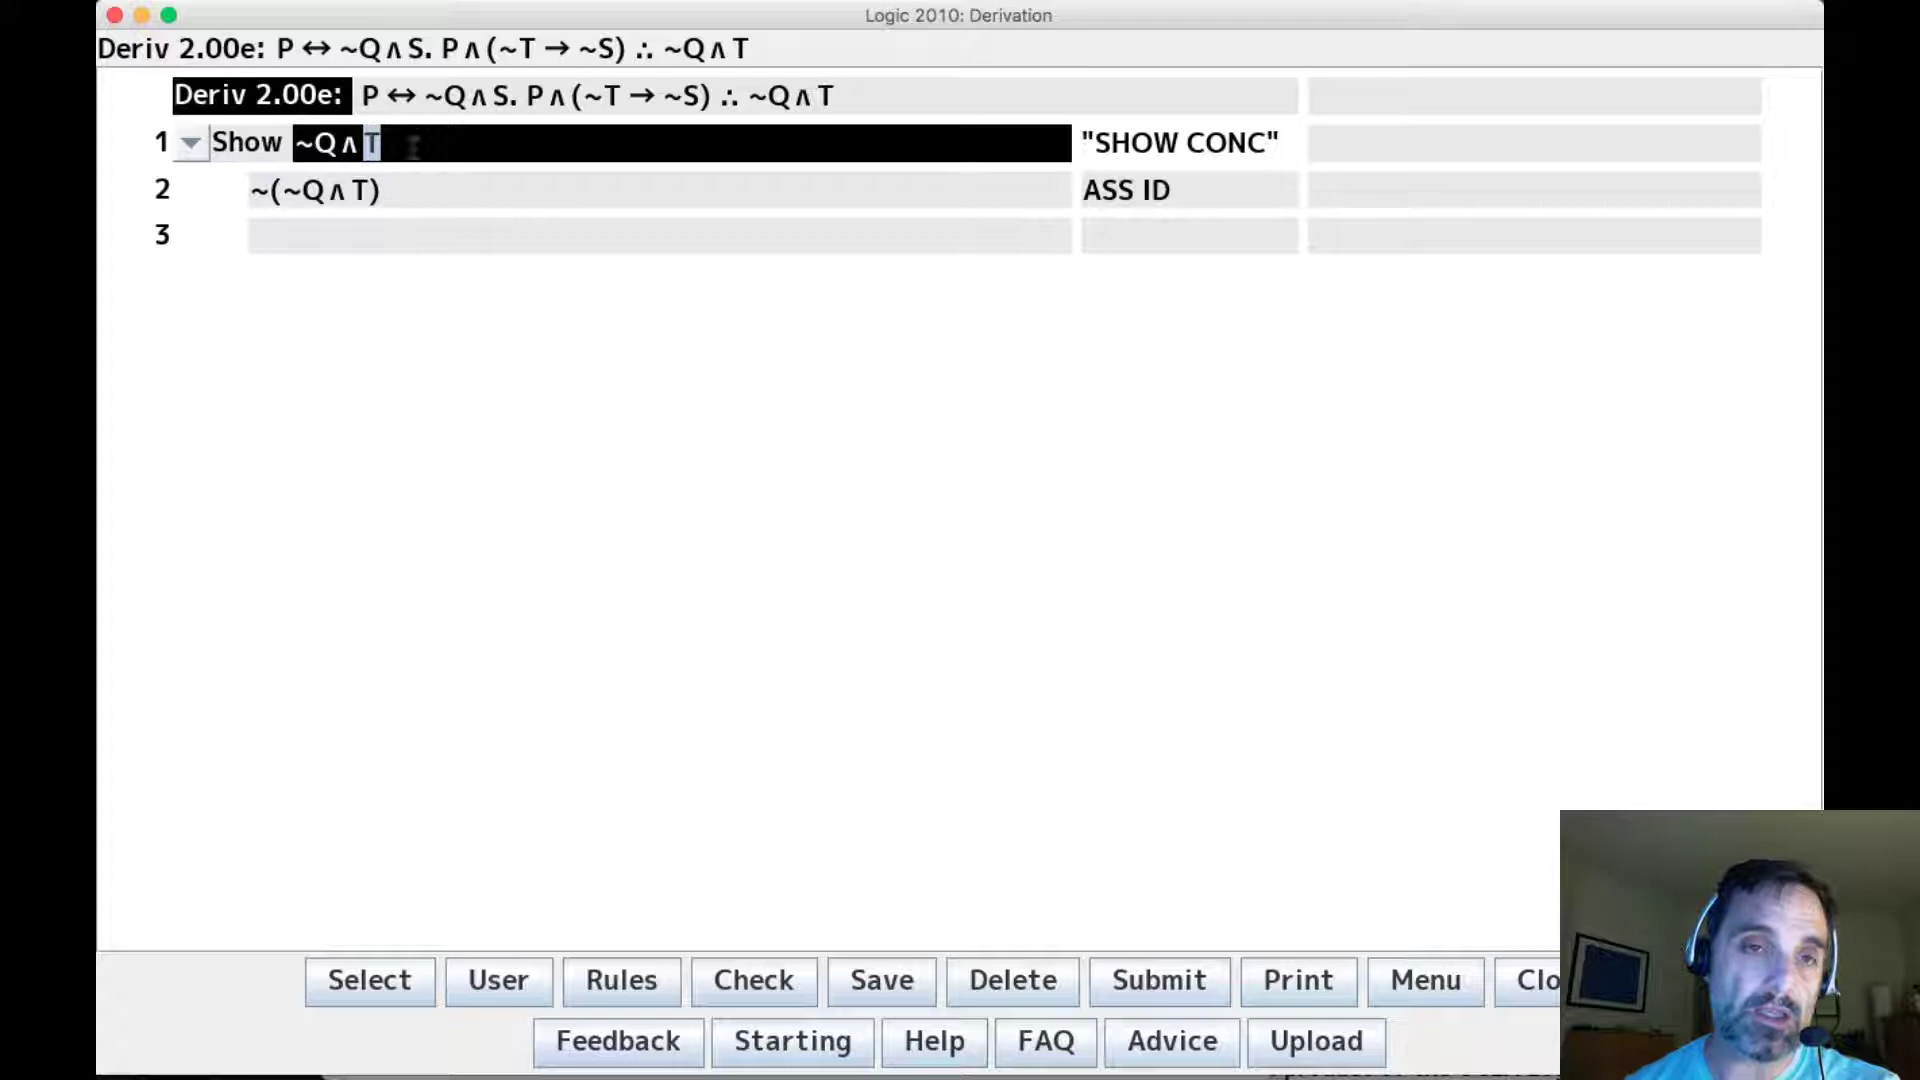 Logic 2010: Derivation
Deriv 2.00e: P ↔ ~Q ∧ S. P ∧ (~T → ~S) ∴ ~Q ∧ T
Deriv 2.00e: P ↔ ~Q ∧ S. P ∧ (~T → ~S) ∴ ~Q ∧ T
1 Show ~Q ∧ T "SHOW CONC"
2 ~(~Q ∧ T) ASS ID
3
Select User Rules Check Save Delete Submit Print Menu Clo
Feedback Starting Help FAQ Advice Upload